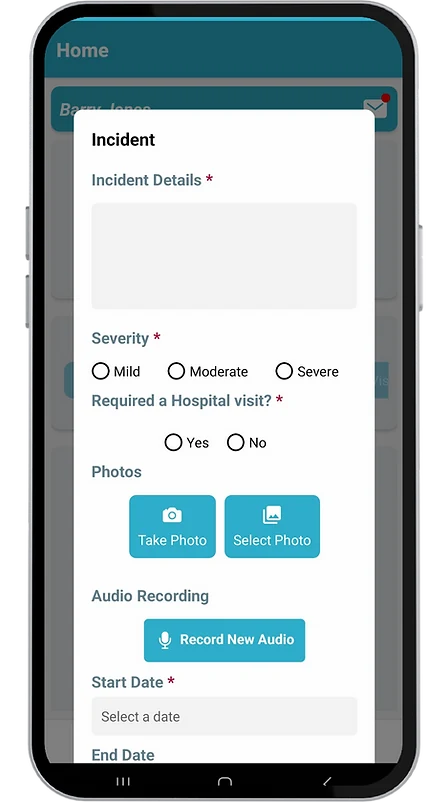 Home
Barry Jones
Incident
Incident Details *
Severity *
Mild Moderate Severe
Required a Hospital visit? *
Yes No
Photos
Take Photo Select Photo
Audio Recording
Record New Audio
Start Date *
Select a date
End Date